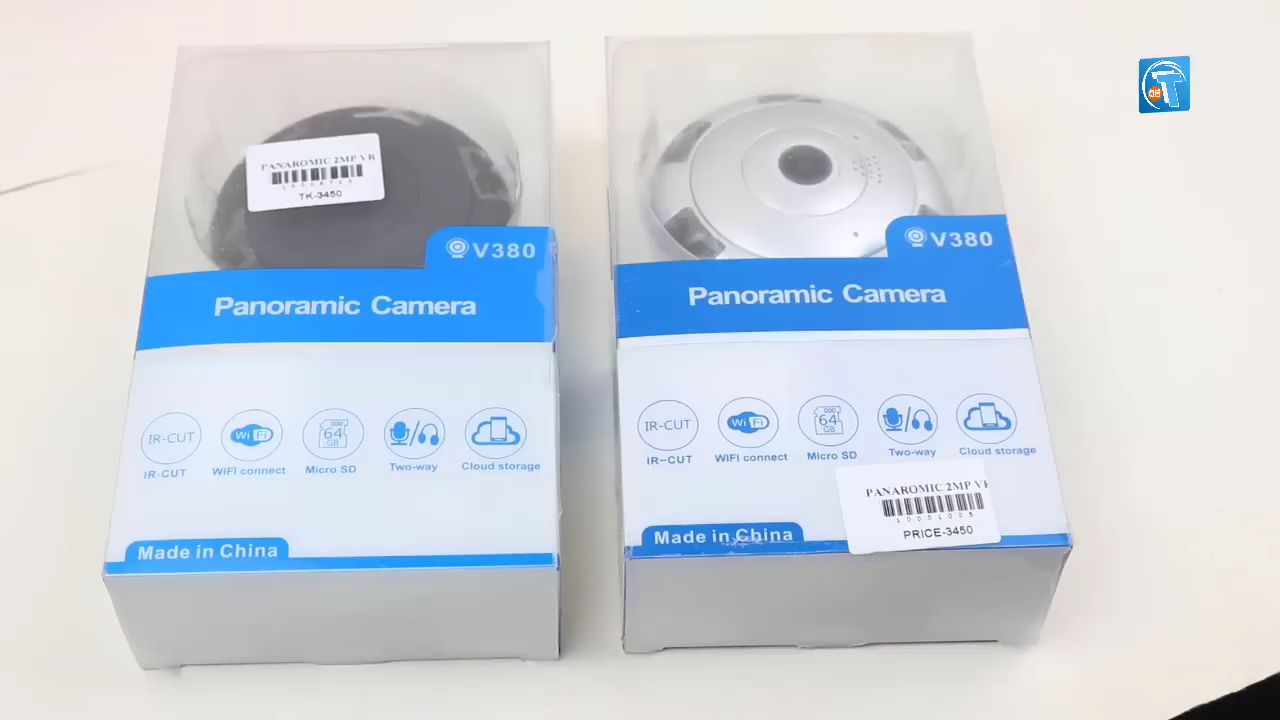 PANAROMIC 2MP VR
TK-3450
V380
Panoramic Camera
IR-CUT
WiFi
64
GB
IR-CUT
WIFI connect
Micro SD
Two-way
Cloud storage
Made in China
V380
Panoramic Camera
IR-CUT
WiFi
64
GB
IR-CUT
WIFI connect
Micro SD
Two-way
Cloud storage
PANAROMIC 2MP VR
10001005
PRICE-3450
Made in China
T